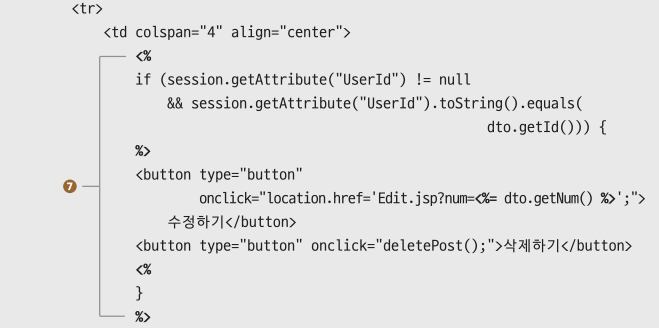 <tr>
<td colspan="4" align="center">
<%
if (session.getAttribute("UserId") != null
&& session.getAttribute("UserId").toString().equals(
dto.getId())) {
%>
<button type="button"
❼
onclick="location.href='Edit.jsp?num=<%= dto.getNum() %>';">
수정하기</button>
<button type="button" onclick="deletePost();">삭제하기</button>
<%
}
%>